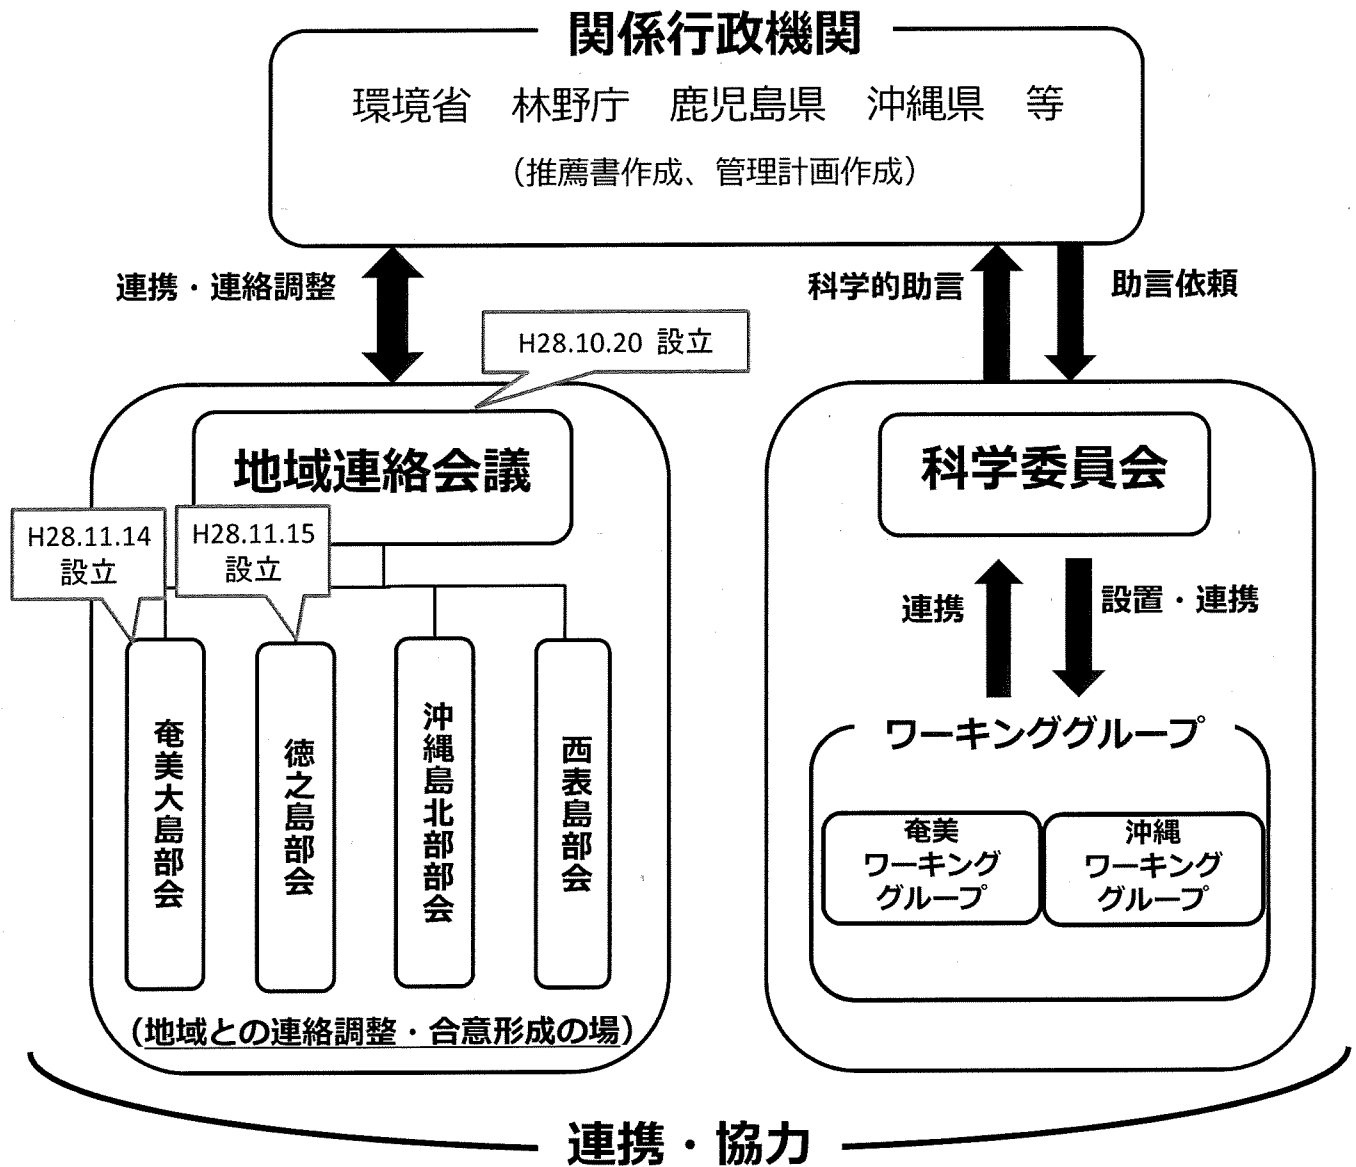 関係行政機関
環境省 林野庁 鹿児島県 沖縄県 等
（推薦書作成、管理計画作成）
連携・連絡調整
科学的助言
助言依頼
H28.10.20 設立
地域連絡会議
H28.11.14
設立
H28.11.15
設立
奄美大島部会
徳之島部会
沖縄島北部部会
西表島部会
（地域との連絡調整・合意形成の場）
科学委員会
連携
設置・連携
ワーキンググループ
奄美
ワーキング
グループ
沖縄
ワーキング
グループ
連携・協力